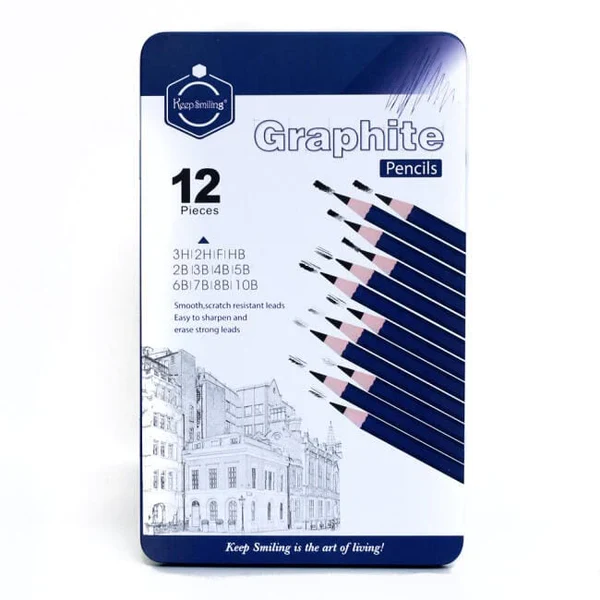 Keep Smiling®
Graphite
Pencils
12
Pieces
3H|2H|F|HB
2B|3B|4B|5B
6B|7B|8B|10B
Smooth,scratch resistant leads
Easy to sharpen and
erase strong leads
Keep Smiling is the art of living!